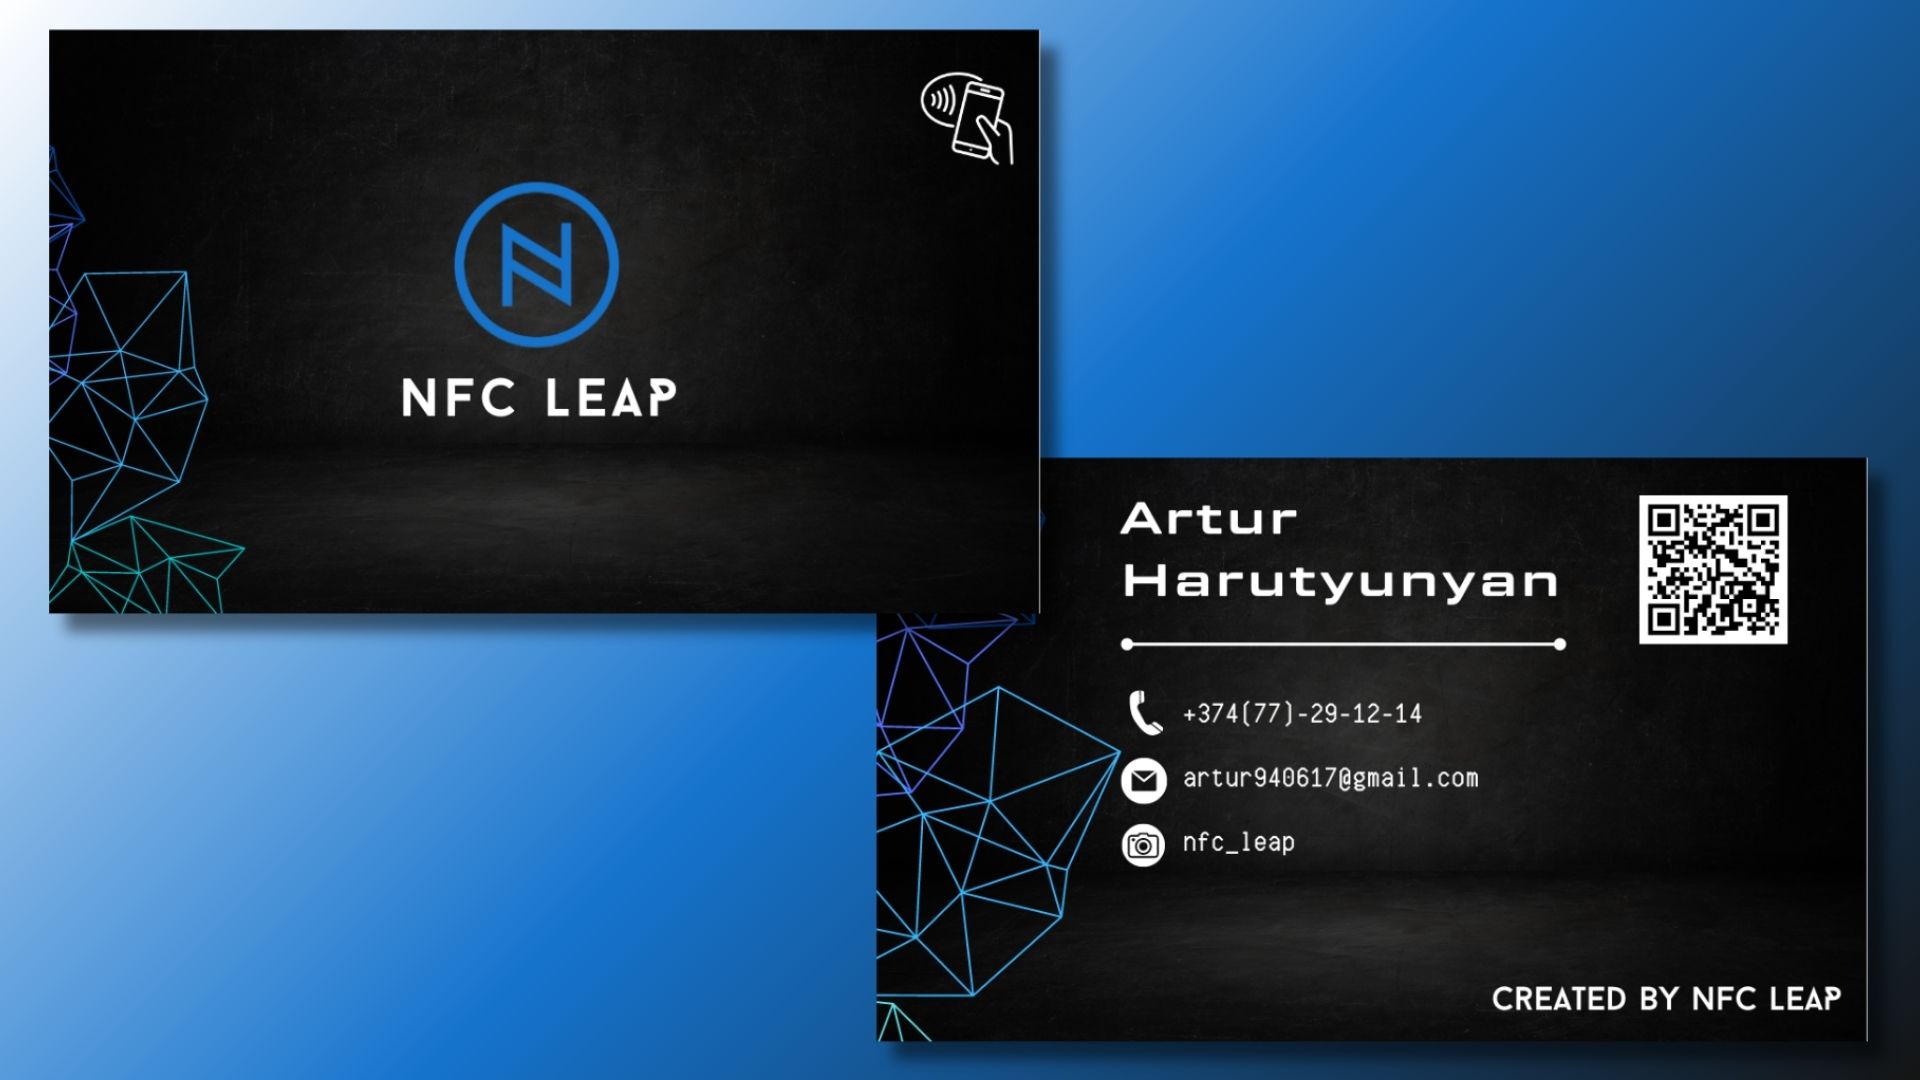 NFC LEAP
Artur
Harutyunyan
+374(77)-29-12-14
artur940617@gmail.com
nfc_leap
CREATED BY NFC LEAP